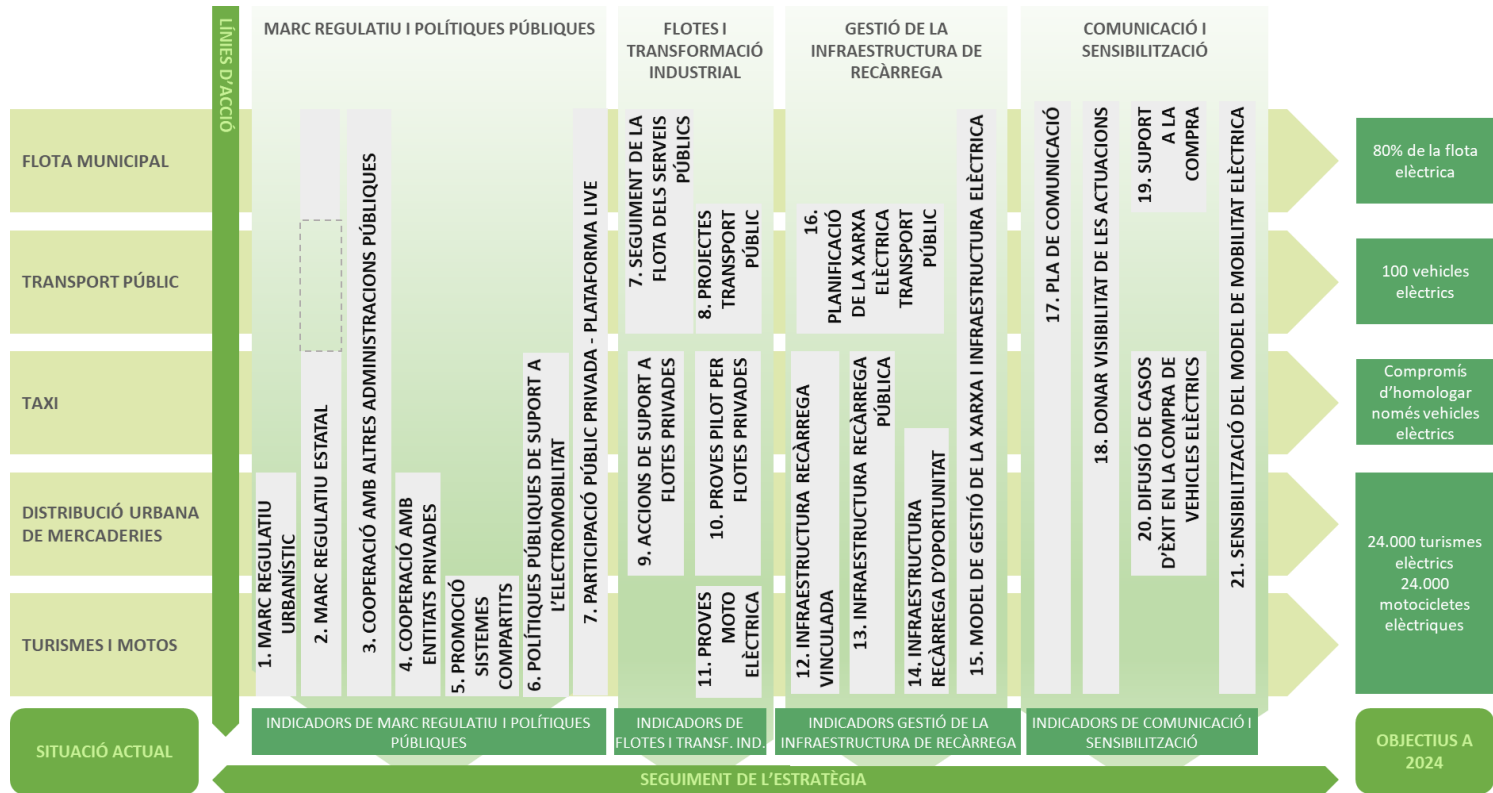 LÍNIES D'ACCIÓ
MARC REGULATIU I POLÍTIQUES PÚBLIQUES
FLOTES I
TRANSFORMACIÓ
INDUSTRIAL
GESTIÓ DE LA
INFRAESTRUCTURA DE
RECÀRREGA
COMUNICACIÓ I
SENSIBILITZACIÓ
FLOTA MUNICIPAL
TRANSPORT PÚBLIC
TAXI
DISTRIBUCIÓ URBANA
DE MERCADERIES
TURISMES I MOTOS
1. MARC REGULATIU
URBANÍSTIC
2. MARC REGULATIU ESTATAL
3. COOPERACIÓ AMB ALTRES ADMINISTRACIONS PÚBLIQUES
4. COOPERACIÓ AMB
ENTITATS PRIVADES
5. PROMOCIÓ
SISTEMES
COMPARTITS
6. POLÍTIQUES PÚBLIQUES DE SUPORT A
L'ELECTROMOBILITAT
7. PARTICIPACIÓ PÚBLIC PRIVADA - PLATAFORMA LIVE
7. SEGUIMENT DE LA
FLOTA DELS SERVEIS
PÚBLICS
8. PROJECTES
TRANSPORT
PÚBLIC
9. ACCIONS DE SUPORT A
FLOTES PRIVADES
10. PROVES PILOT PER
FLOTES PRIVADES
11. PROVES
MOTO
ELÈCTRICA
16.
PLANIFICACIÓ
DE LA XARXA
ELÈCTRICA
TRANSPORT
PÚBLIC
12. INFRAESTRUCTURA RECÀRREGA
VINCULADA
13. INFRAESTRUCTURA RECÀRREGA
PÚBLICA
14. INFRAESTRUCTURA
RECÀRREGA D'OPORTUNITAT
15. MODEL DE GESTIÓ DE LA XARXA I INFRAESTRUCTURA ELÈCTRICA
17. PLA DE COMUNICACIÓ
18. DONAR VISIBILITAT DE LES ACTUACIONS
19. SUPORT
A LA
COMPRA
20. DIFUSIÓ DE CASOS
D'ÈXIT EN LA COMPRA DE
VEHICLES ELÈCTRICS
21. SENSIBILITZACIÓ DEL MODEL DE MOBILITAT ELÈCTRICA
80% de la flota
elèctrica
100 vehicles
elèctrics
Compromís
d'homologar
només vehicles
elèctrics
24.000 turismes
elèctrics
24.000
motocicletes
elèctriques
SITUACIÓ ACTUAL
INDICADORS DE MARC REGULATIU I POLÍTIQUES
PÚBLIQUES
INDICADORS DE
FLOTES I TRANSF. IND.
INDICADORS GESTIÓ DE LA
INFRAESTRUCTURA DE RECÀRREGA
INDICADORS DE COMUNICACIÓ I
SENSIBILITZACIÓ
OBJECTIUS A
2024
SEGUIMENT DE L'ESTRATÈGIA